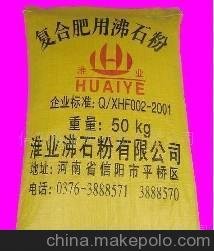 复合肥用沸石粉
淮 业
HUAIYE
企业标准: Q/XHF002-2001
重量: 50 kg
淮业沸石粉有限公司
地址: 河南省信阳市平桥区
电话: 0376-3888571 3888570
china.makepolo.com